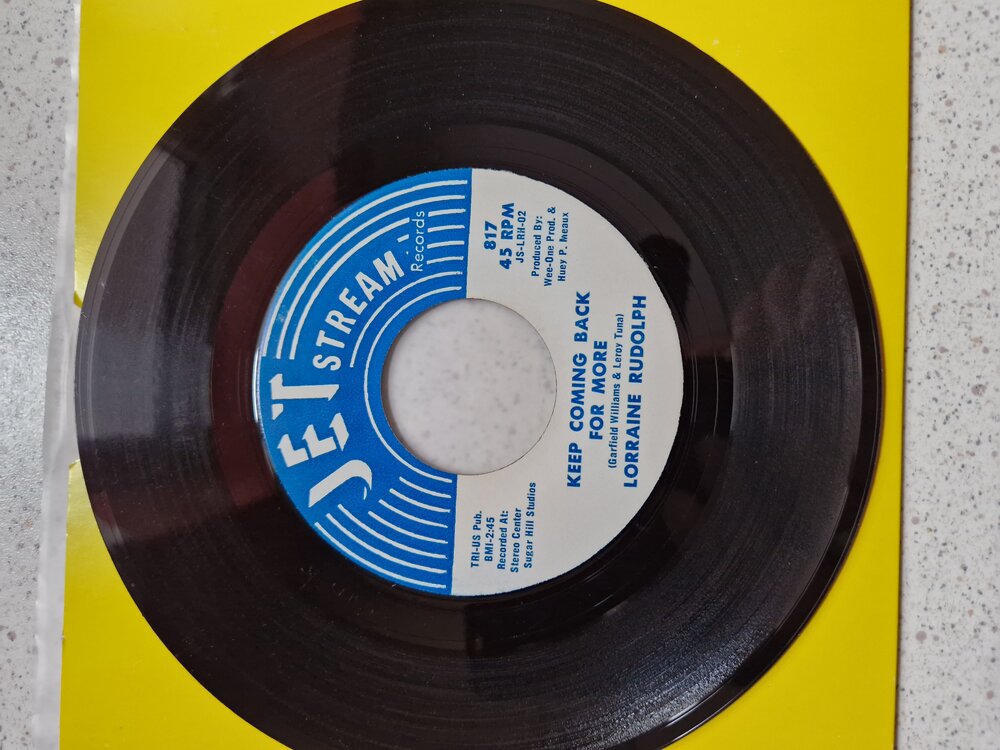 JET
STREAM
Records
TRI-US Pub.
BMI-2:45
Recorded At:
Stereo Center
Sugar Hill Studios
817
45 RPM
JS-LRH-02
Produced By:
Wee-One Prod. &
Huey P. Meaux
KEEP COMING BACK
FOR MORE
(Garfield Williams & Leroy Tuna)
LORRAINE RUDOLPH